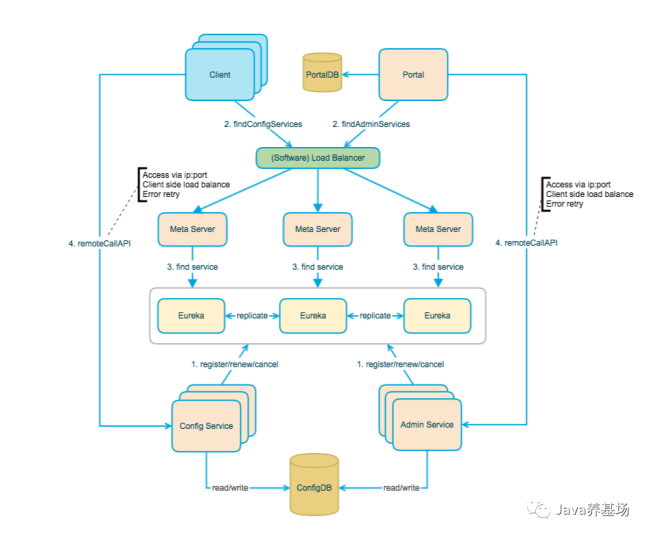 Client
PortalDB
Portal
2. findConfigServices
2. findAdminServices
(Software) Load Balancer
Access via ip:port
Client side load balance
Error retry
Access via ip:port
Client side load balance
Error retry
Meta Server
Meta Server
Meta Server
4. remoteCallAPI
4. remoteCallAPI
3. find service
3. find service
3. find service
Eureka
replicate
Eureka
replicate
Eureka
1. register/renew/cancel
1. register/renew/cancel
Config Service
Admin Service
read/write
ConfigDB
read/write
Java养基场